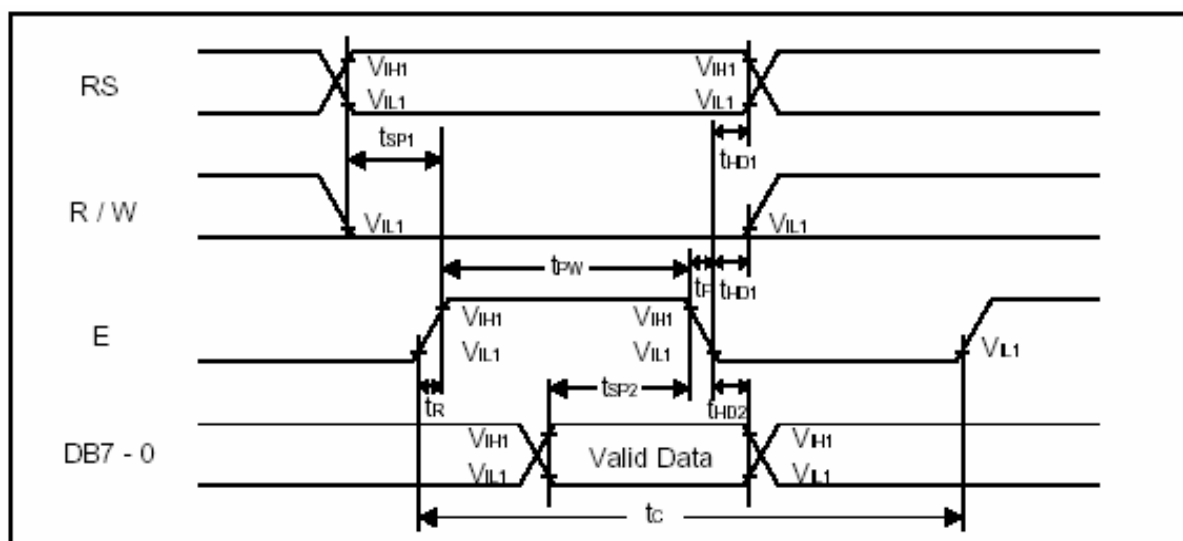 RS
VIH1 VIH1
VIL1 VIL1
tSP1 tHD1
R / W
VIL1 VIL1
tPW tF tHD1
E
VIH1 VIH1
VIL1 VIL1 VIL1
tR tSP2 tHD2
DB7 - 0
VIH1 Valid Data VIH1
VIL1 VIL1
tC